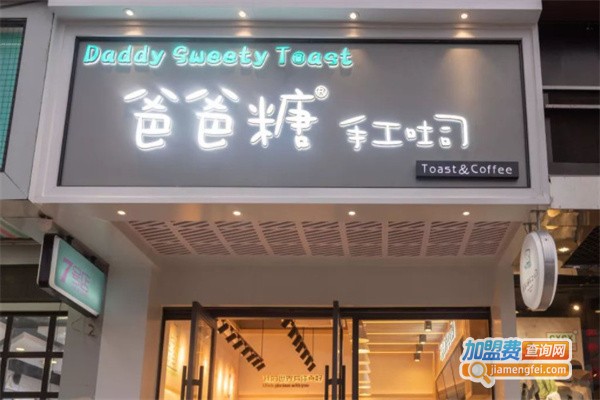 Daddy Sweety Toast
爸爸糖® 手工吐司
Toast&Coffee
加盟费查询网
jiamengfei.com